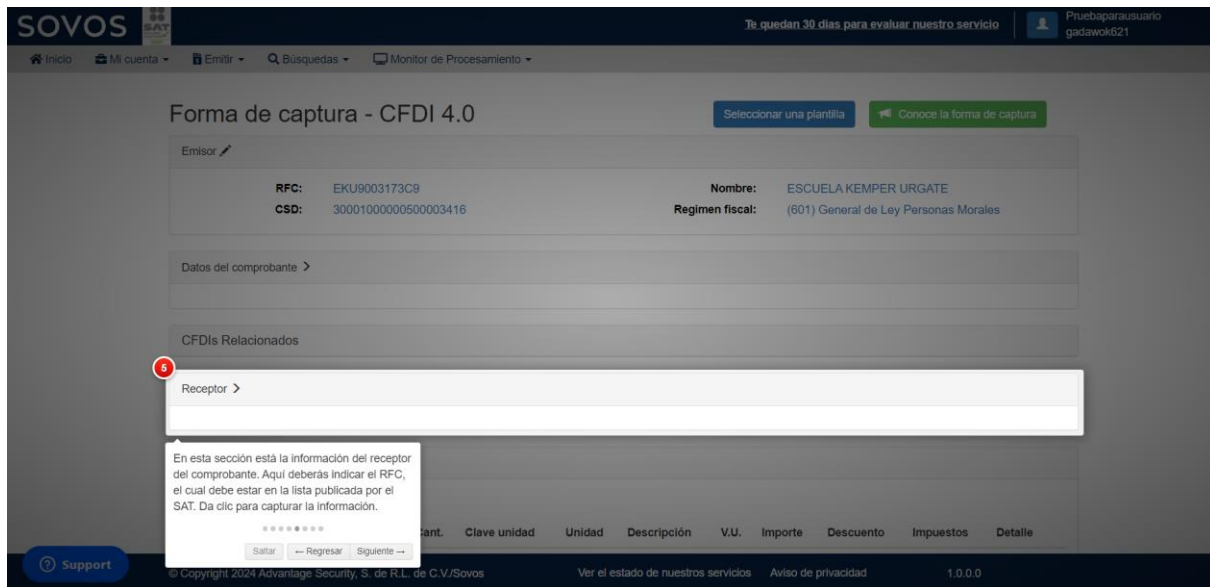 SOVOS SAT
Te quedan 30 dias para evaluar nuestro servicio
Pruebaparausuario
gadawok621
Inicio Mi cuenta Emitir Búsquedas Monitor de Procesamiento
Forma de captura - CFDI 4.0
Seleccionar una plantilla Conoce la forma de captura
Emisor
RFC: EKU9003173C9 Nombre: ESCUELA KEMPER URGATE
CSD: 30001000000500003416 Regimen fiscal: (601) General de Ley Personas Morales
Datos del comprobante
CFDIs Relacionados
5
Receptor
En esta sección está la información del receptor
del comprobante. Aquí deberás indicar el RFC,
el cual debe estar en la lista publicada por el
SAT. Da clic para capturar la información.
Saltar ← Regresar Siguiente →
Cant. Clave unidad Unidad Descripción V.U. Importe Descuento Impuestos Detalle
Support
© Copyright 2024 Advantage Security, S. de R.L. de C.V./Sovos Ver el estado de nuestros servicios Aviso de privacidad 1.0.0.0